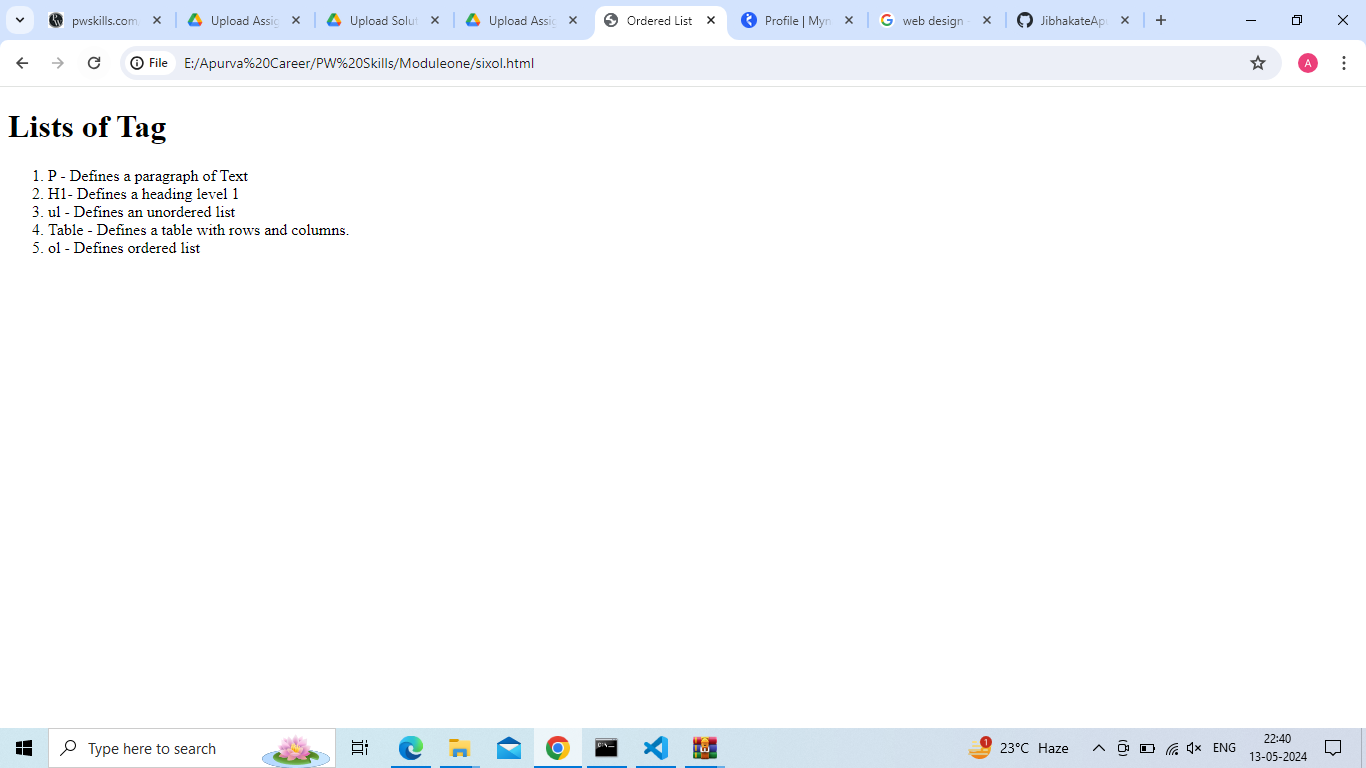 pwskills.com
Upload Assig
Upload Solut
Upload Assig
Ordered List
Profile | Myn
web design -
JibhakateApu
File
E:/Apurva%20Career/PW%20Skills/Moduleone/sixol.html
A
Lists of Tag
1. P - Defines a paragraph of Text
2. H1- Defines a heading level 1
3. ul - Defines an unordered list
4. Table - Defines a table with rows and columns.
5. ol - Defines ordered list
Type here to search
1
23°C Haze
ENG
22:40
13-05-2024